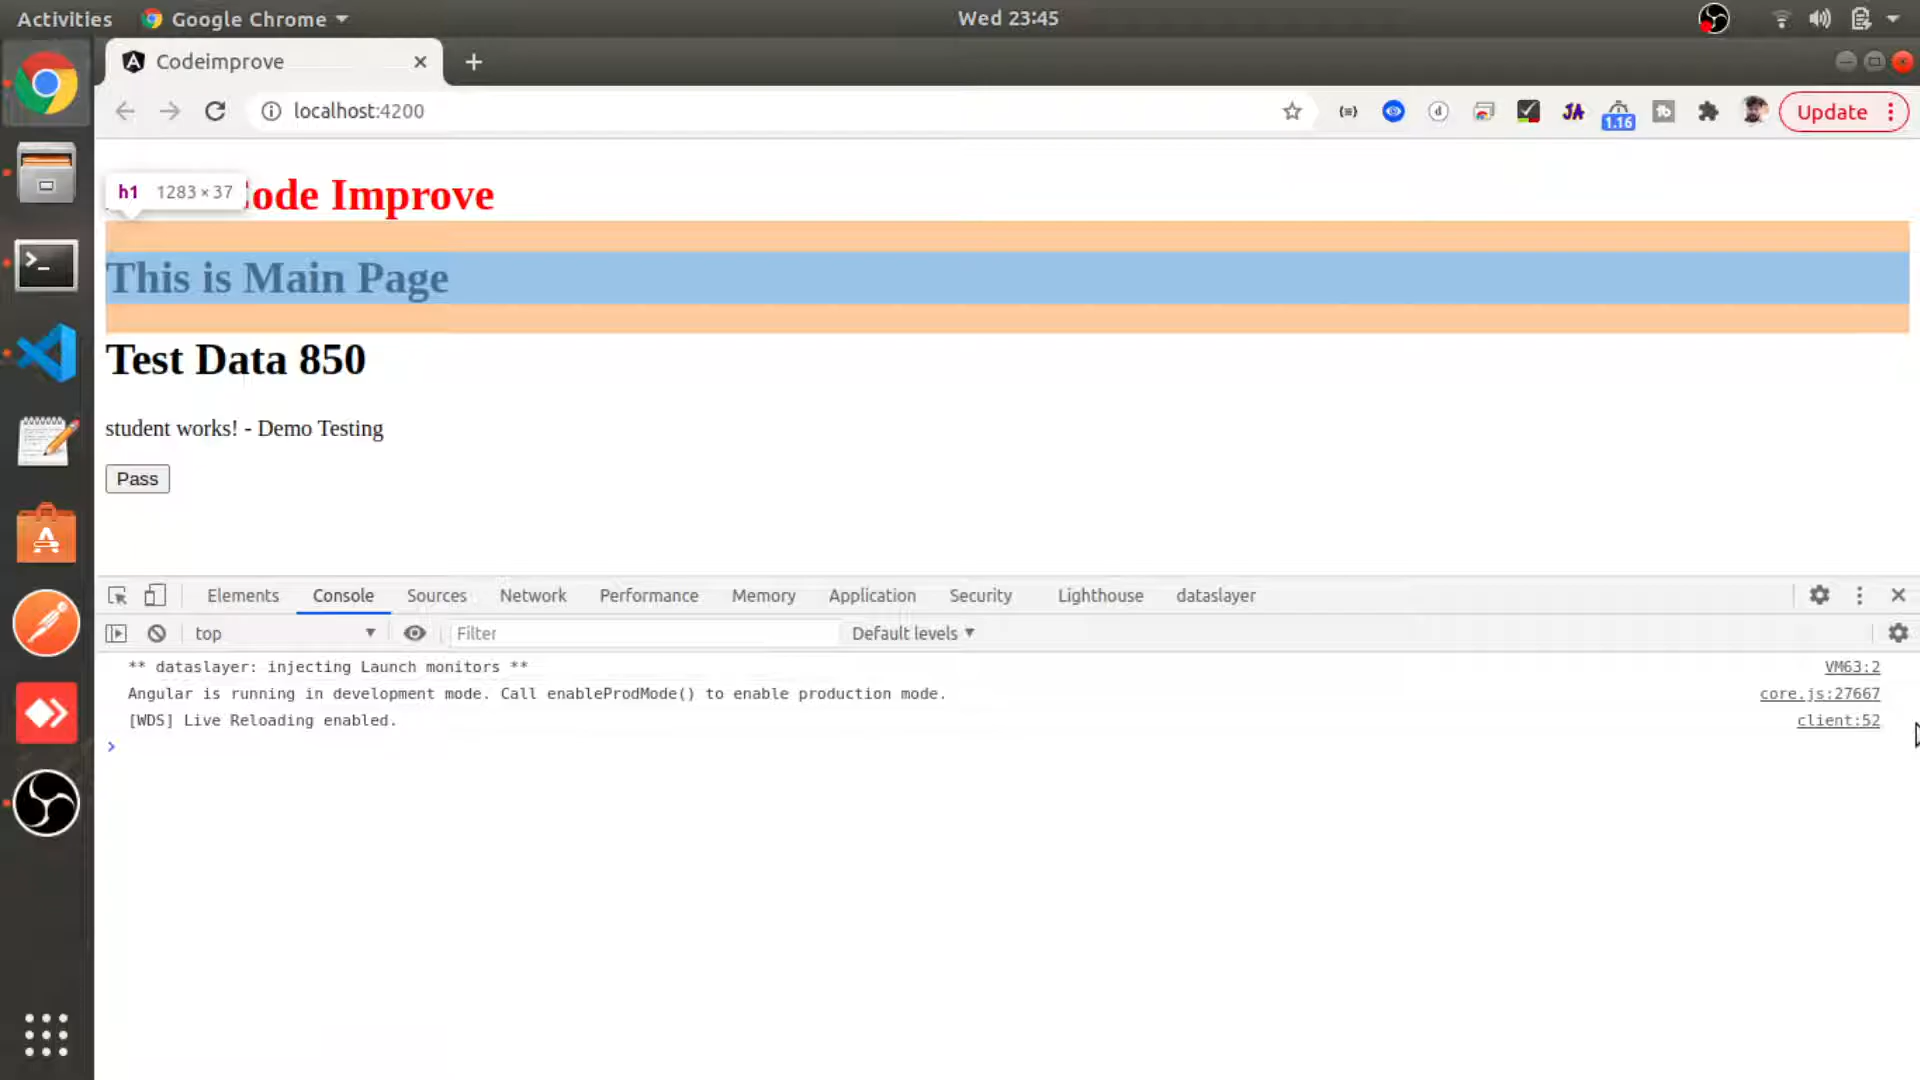 Activities Google Chrome Wed 23:45
Codeimprove
localhost:4200 JA 1.16 Update
h1 1283 × 37
ode Improve
This is Main Page
Test Data 850
student works! - Demo Testing
Pass
Elements Console Sources Network Performance Memory Application Security Lighthouse dataslayer
top Filter Default levels
** dataslayer: injecting Launch monitors ** VM63:2
Angular is running in development mode. Call enableProdMode() to enable production mode. core.js:27667
[WDS] Live Reloading enabled. client:52